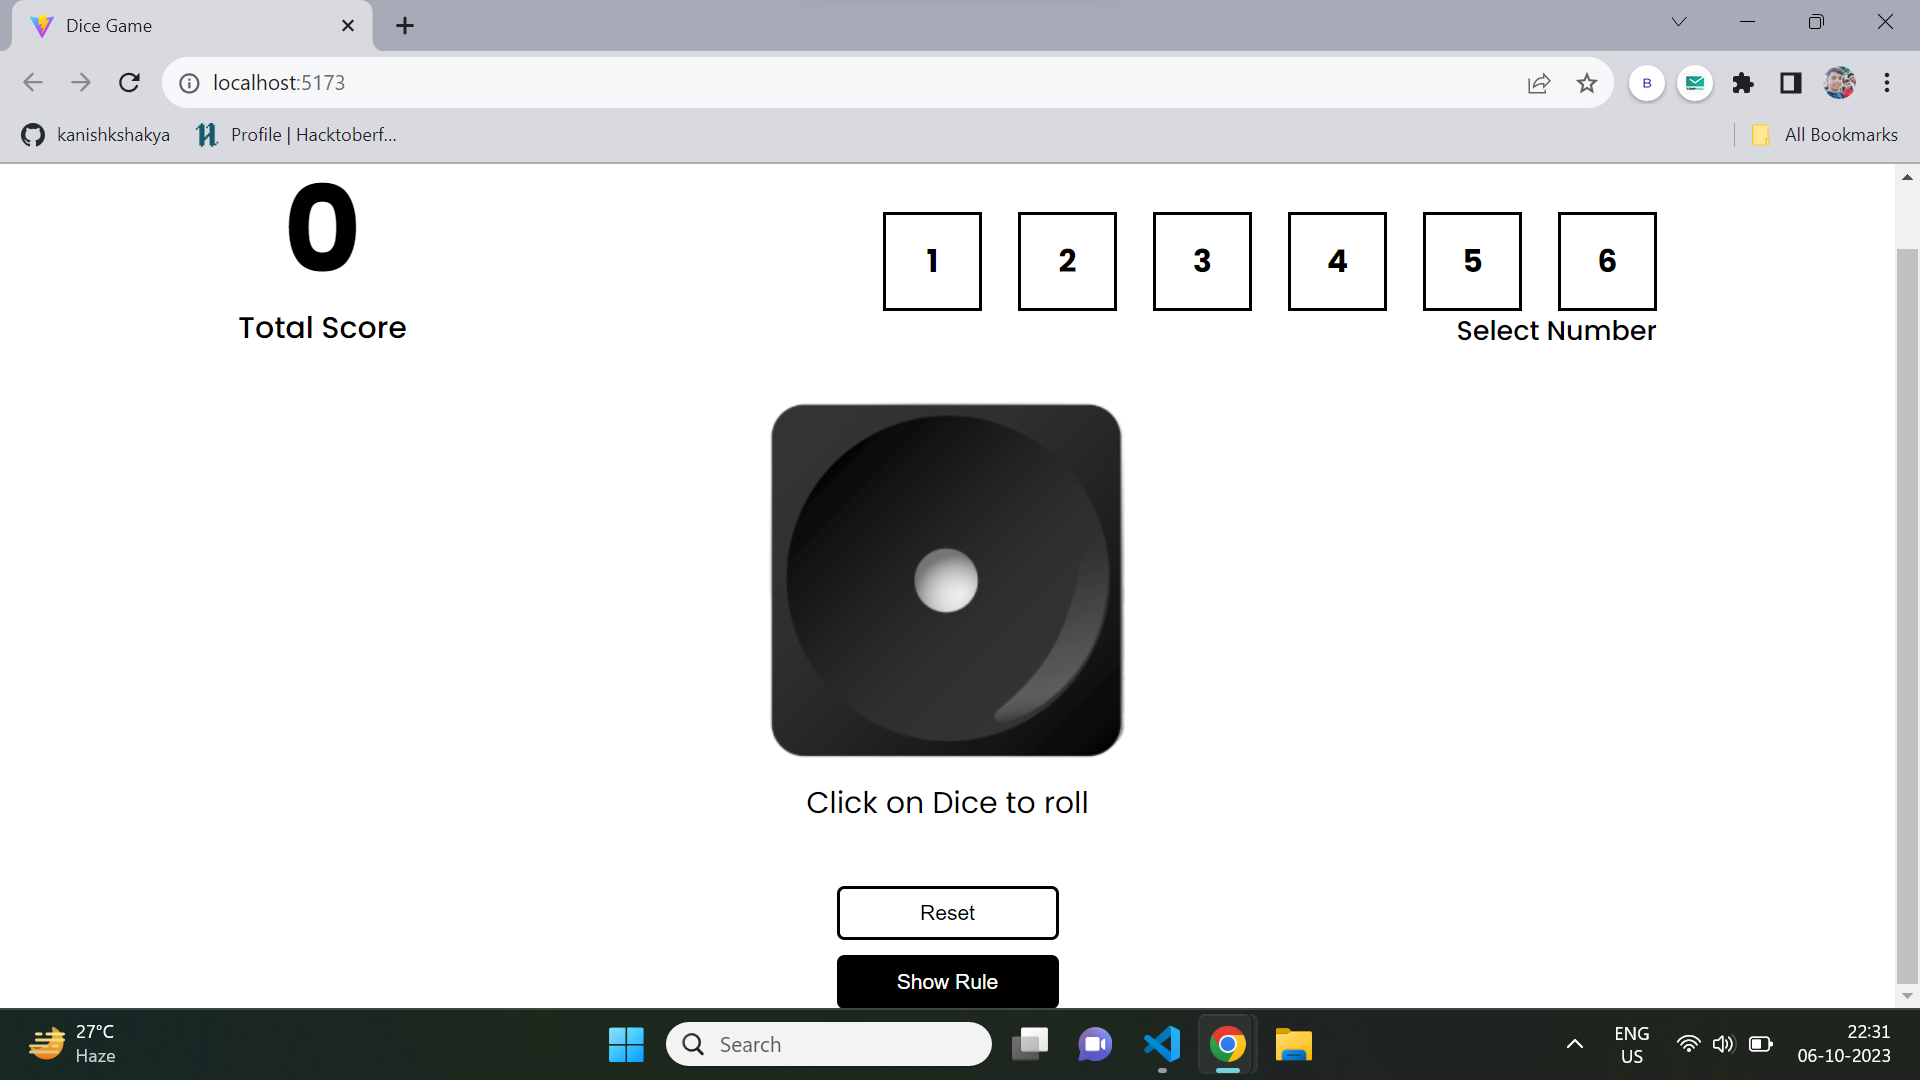 Dice Game
localhost:5173
B
kanishkshakya
Profile | Hacktoberf...
All Bookmarks
0
Total Score
1 2 3 4 5 6
Select Number
Click on Dice to roll
Reset
Show Rule
27°C
Haze
Search
ENG
US
22:31
06-10-2023